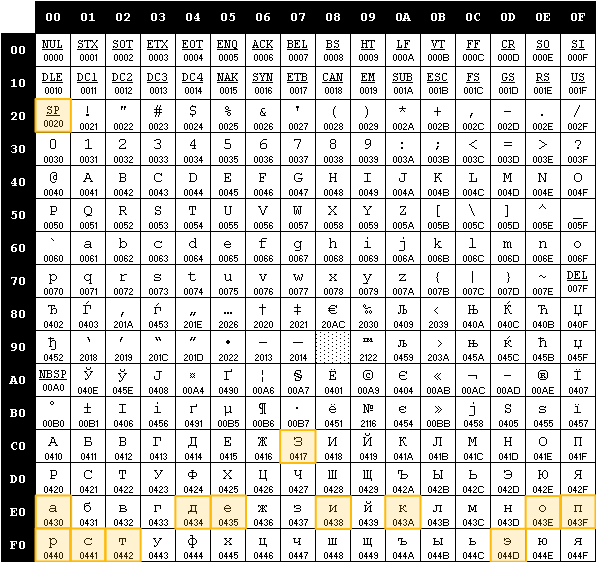 00 01 02 03 04 05 06 07 08 09 0A 0B 0C 0D 0E 0F
00 NUL STX SOT ETX EOT ENQ ACK BEL BS HT LF VT FF CR SO SI
0000 0001 0002 0003 0004 0005 0006 0007 0008 0009 000A 000B 000C 000D 000E 000F
10 DLE DC1 DC2 DC3 DC4 NAK SYN ETB CAN EM SUB ESC FS GS RS US
0010 0011 0012 0013 0014 0015 0016 0017 0018 0019 001A 001B 001C 001D 001E 001F
20 SP ! " # $ % & ' ( ) * + , - . /
0020 0021 0022 0023 0024 0025 0026 0027 0028 0029 002A 002B 002C 002D 002E 002F
30 0 1 2 3 4 5 6 7 8 9 : ; < = > ?
0030 0031 0032 0033 0034 0035 0036 0037 0038 0039 003A 003B 003C 003D 003E 003F
40 @ A B C D E F G H I J K L M N O
0040 0041 0042 0043 0044 0045 0046 0047 0048 0049 004A 004B 004C 004D 004E 004F
50 P Q R S T U V W X Y Z [ \ ] ^ _
0050 0051 0052 0053 0054 0055 0056 0057 0058 0059 005A 005B 005C 005D 005E 005F
60 ` a b c d e f g h i j k l m n o
0060 0061 0062 0063 0064 0065 0066 0067 0068 0069 006A 006B 006C 006D 006E 006F
70 p q r s t u v w x y z { | } ~ DEL
0070 0071 0072 0073 0074 0075 0076 0077 0078 0079 007A 007B 007C 007D 007E 007F
80 Ђ Ѓ ‚ ѓ „ … † ‡ € ‰ Љ ‹ Њ Ќ Ћ Џ
0402 0403 201A 0453 201E 2026 2020 2021 20AC 2030 0409 2039 040A 040C 040B 040F
90 ђ ‘ ’ “ ” • – — ™ љ › њ ќ ћ џ
0452 2018 2019 201C 201D 2022 2013 2014 2122 0459 203A 045A 045C 045B 045F
A0 NBSP Ў ў Ј ¤ Ґ ¦ § Ё © Є « ¬ - ® Ї
00A0 040E 045E 0408 00A4 0490 00A6 00A7 0401 00A9 0404 00AB 00AC 00AD 00AE 0407
B0 ° ± І і ґ µ ¶ · ё № є » ј Ѕ ѕ ї
00B0 00B1 0406 0456 0491 00B5 00B6 00B7 0451 2116 0454 00BB 0458 0405 0455 0457
C0 А Б В Г Д Е Ж З И Й К Л М Н О П
0410 0411 0412 0413 0414 0415 0416 0417 0418 0419 041A 041B 041C 041D 041E 041F
D0 Р С Т У Ф Х Ц Ч Ш Щ Ъ Ы Ь Э Ю Я
0420 0421 0422 0423 0424 0425 0426 0427 0428 0429 042A 042B 042C 042D 042E 042F
E0 а б в г д е ж з и й к л м н о п
0430 0431 0432 0433 0434 0435 0436 0437 0438 0439 043A 043B 043C 043D 043E 043F
F0 р с т у ф х ц ч ш щ ъ ы ь э ю я
0440 0441 0442 0443 0444 0445 0446 0447 0448 0449 044A 044B 044C 044D 044E 044F